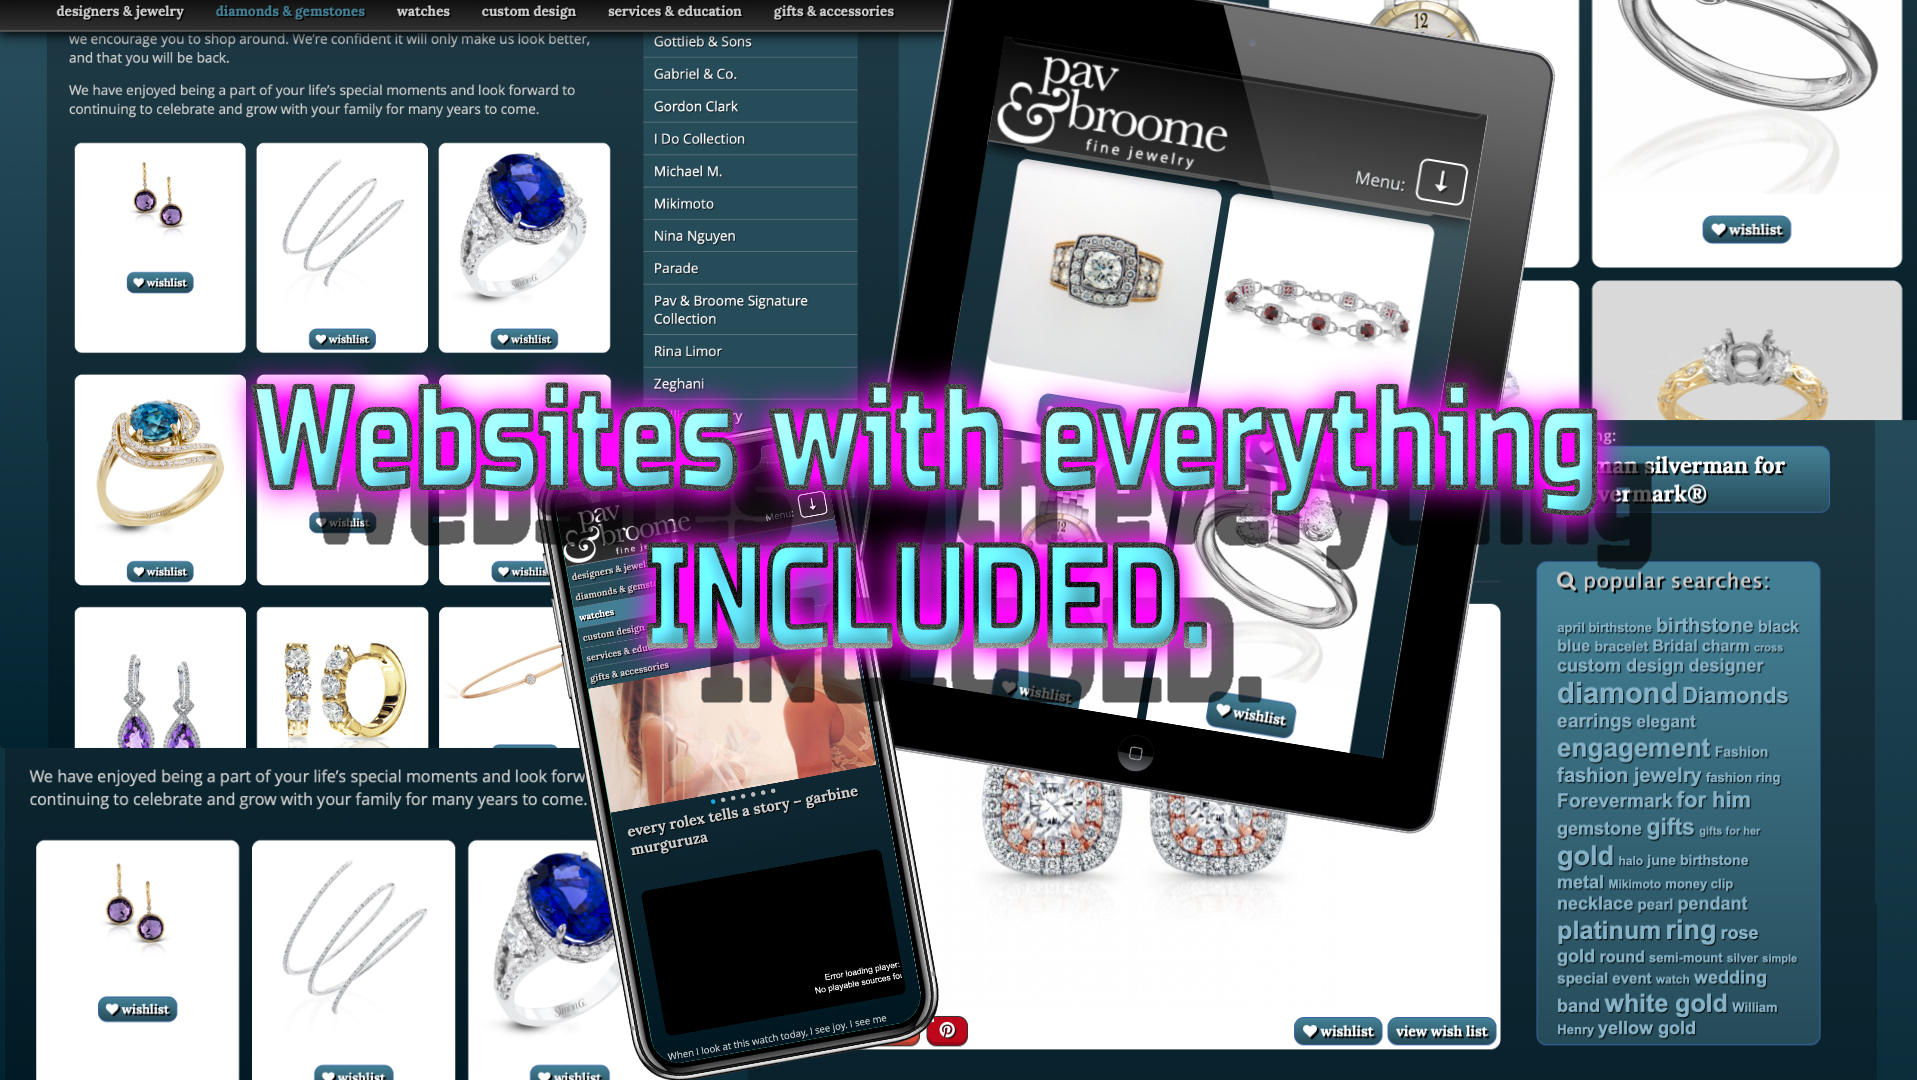 designers & jewelry
diamonds & gemstones
watches
custom design
services & education
gifts & accessories
we encourage you to shop around. We're confident it will only make us look better,
and that you will be back.
We have enjoyed being a part of your life's special moments and look forward to
continuing to celebrate and grow with your family for many years to come.
wishlist
wishlist
wishlist
wishlist
wishlist
Gottlieb & Sons
Gabriel & Co.
Gordon Clark
I Do Collection
Michael M.
Mikimoto
Nina Nguyen
Parade
Pav & Broome Signature
Collection
Rina Limor
Zeghani
pav
& broome
fine jewelry
Menu:
wishlist
Websites with everything
INCLUDED.
silverman for
popular searches:
april birthstone birthstone black
blue bracelet Bridal charm cross
custom design designer
diamond Diamonds
earrings elegant
engagement Fashion
fashion jewelry fashion ring
Forevermark for him
gemstone gifts gifts for her
gold halo june birthstone
metal Mikimoto money clip
necklace pearl pendant
platinum ring rose
gold round semi-mount silver simple
special event watch wedding
band white gold William
Henry yellow gold
pav
& broome
Menu:
designers &
diamonds &
watches
custom design
services &
gifts & accessories
every rolex tells a story – garbine
murguruza
Error loading player:
No playable sources
When I look at this watch today, I see joy. I see me
wishlist
wishlist
We have enjoyed being a part of your life's special moments and look
continuing to celebrate and grow with your family for many years to come.
wishlist
wishlist
wishlist
wishlist
view wish list